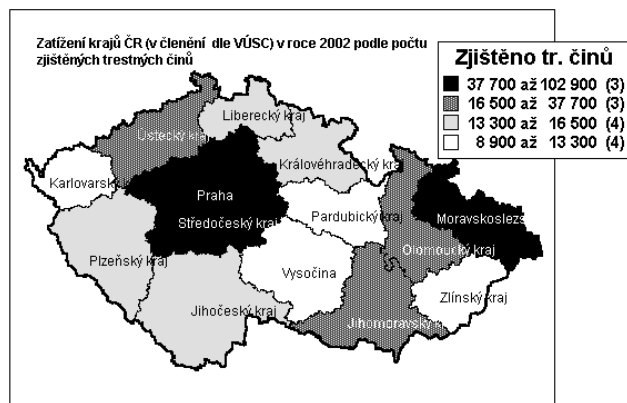 Zatížení krajů ČR (v členění dle VÚSC) v roce 2002 podle počtu
zjištěných trestných činů
Zjištěno tr. činů
37 700 až 102 900 (3)
16 500 až 37 700 (3)
13 300 až 16 500 (4)
8 900 až 13 300 (4)
Liberecký kraj
Ústecký kraj
Královéhradecký kraj
Karlovarský
Praha
Středočeský kraj
Pardubický kraj
Moravskoslezs
Olomoucký kraj
Plzeňský kraj
Vysočina
Zlínský kraj
Jihočeský kraj
Jihomoravský kraj